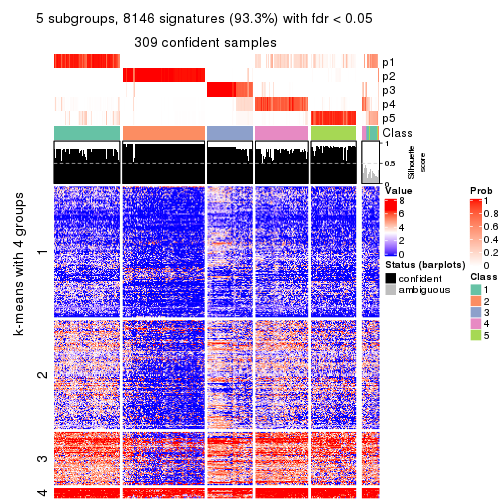 5 subgroups, 8146 signatures (93.3%) with fdr < 0.05
309 confident samples
p1
p2
p3
p4
p5
Class
1
0.5
0
Silhouette
score
k-means with 4 groups
1
2
3
4
Value
8
6
4
2
0
Status (barplots)
confident
ambiguous
Prob
1
0.8
0.6
0.4
0.2
0
Class
1
2
3
4
5